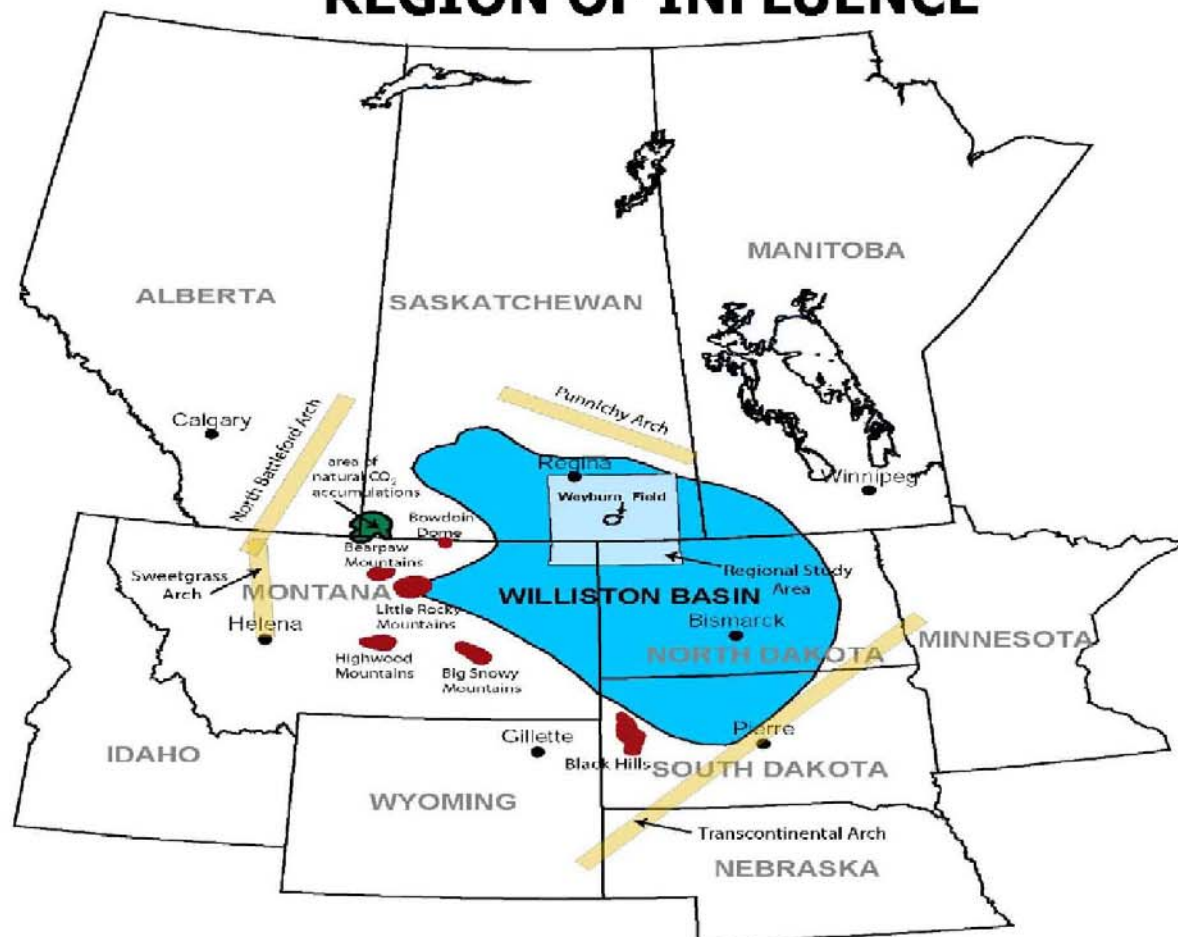 REGION OF INFLUENCE
MANITOBA
ALBERTA
SASKATCHEWAN
Punnichy Arch
Calgary
North Battleford Arch
area of
natural CO₂
accumulations
Regina
Winnipeg
Weyburn Field
Bowdoin
Dome
Bearpaw
Mountains
Sweetgrass
Arch
MONTANA
Regional Study
Area
WILLISTON BASIN
Little Rocky
Mountains
Helena
Bismarck
MINNESOTA
NORTH DAKOTA
Highwood
Mountains
Big Snowy
Mountains
IDAHO
Gillette
Pierre
Black Hills
SOUTH DAKOTA
WYOMING
Transcontinental Arch
NEBRASKA